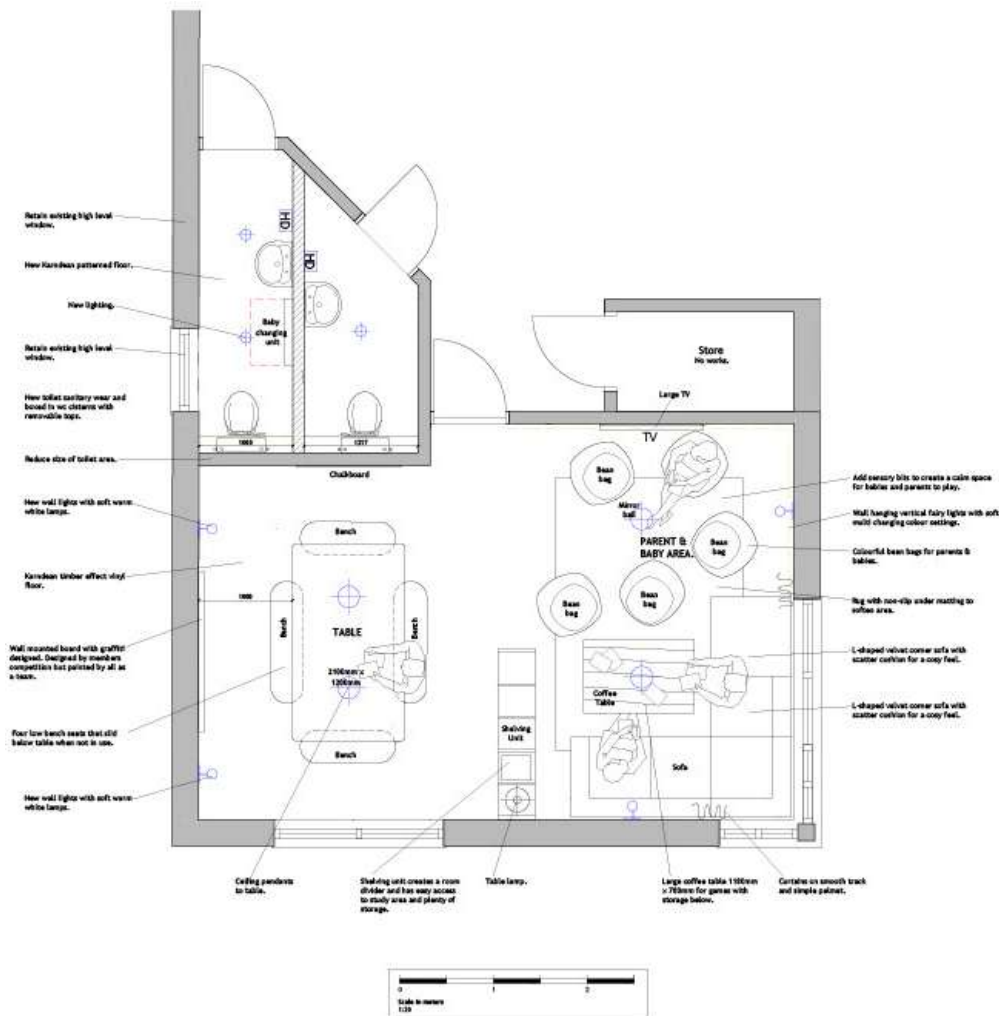 Retain existing high level
window.
New Karndean patterned floor.
New lighting.
Retain existing high level
window.
New toilet sanitary wear and
boxed in wc cisterns with
removable tops.
Reduce size of toilet area.
New wall lights with soft warm
white lamps.
Karndean timber effect vinyl
floor.
Wall mounted board with graffiti
designed. Designed by members
competition but painted by all as
a team.
Four low bench seats that slid
below table when not in use.
New wall lights with soft warm
white lamps.
HD
HD
Baby
changing
unit
1217
Chalkboard
Store
No works.
Large TV
TV
Bean
bag
Mirror
ball
PARENT &
BABY AREA.
Bean
bag
Bean
bag
Bean
bag
Bench
Bench
TABLE
2100mm x
1200mm
Bench
Bench
Coffee
Table
Shelving
Unit
Sofa
Add sensory bits to create a calm space
for babies and parents to play.
Wall hanging vertical fairy lights with soft
multi changing colour settings.
Colourful bean bags for parents &
babies.
Rug with non-slip under matting to
soften area.
L-shaped velvet corner sofa with
scatter cushion for a cosy feel.
L-shaped velvet corner sofa with
scatter cushion for a cosy feel.
Ceiling pendants
to table.
Shelving unit creates a room
divider and has easy access
to study area and plenty of
storage.
Table lamp.
Large coffee table 1100mm
x 700mm for games with
storage below.
Curtains on smooth track
and simple pelmet.
0 1 2
Scale in meters